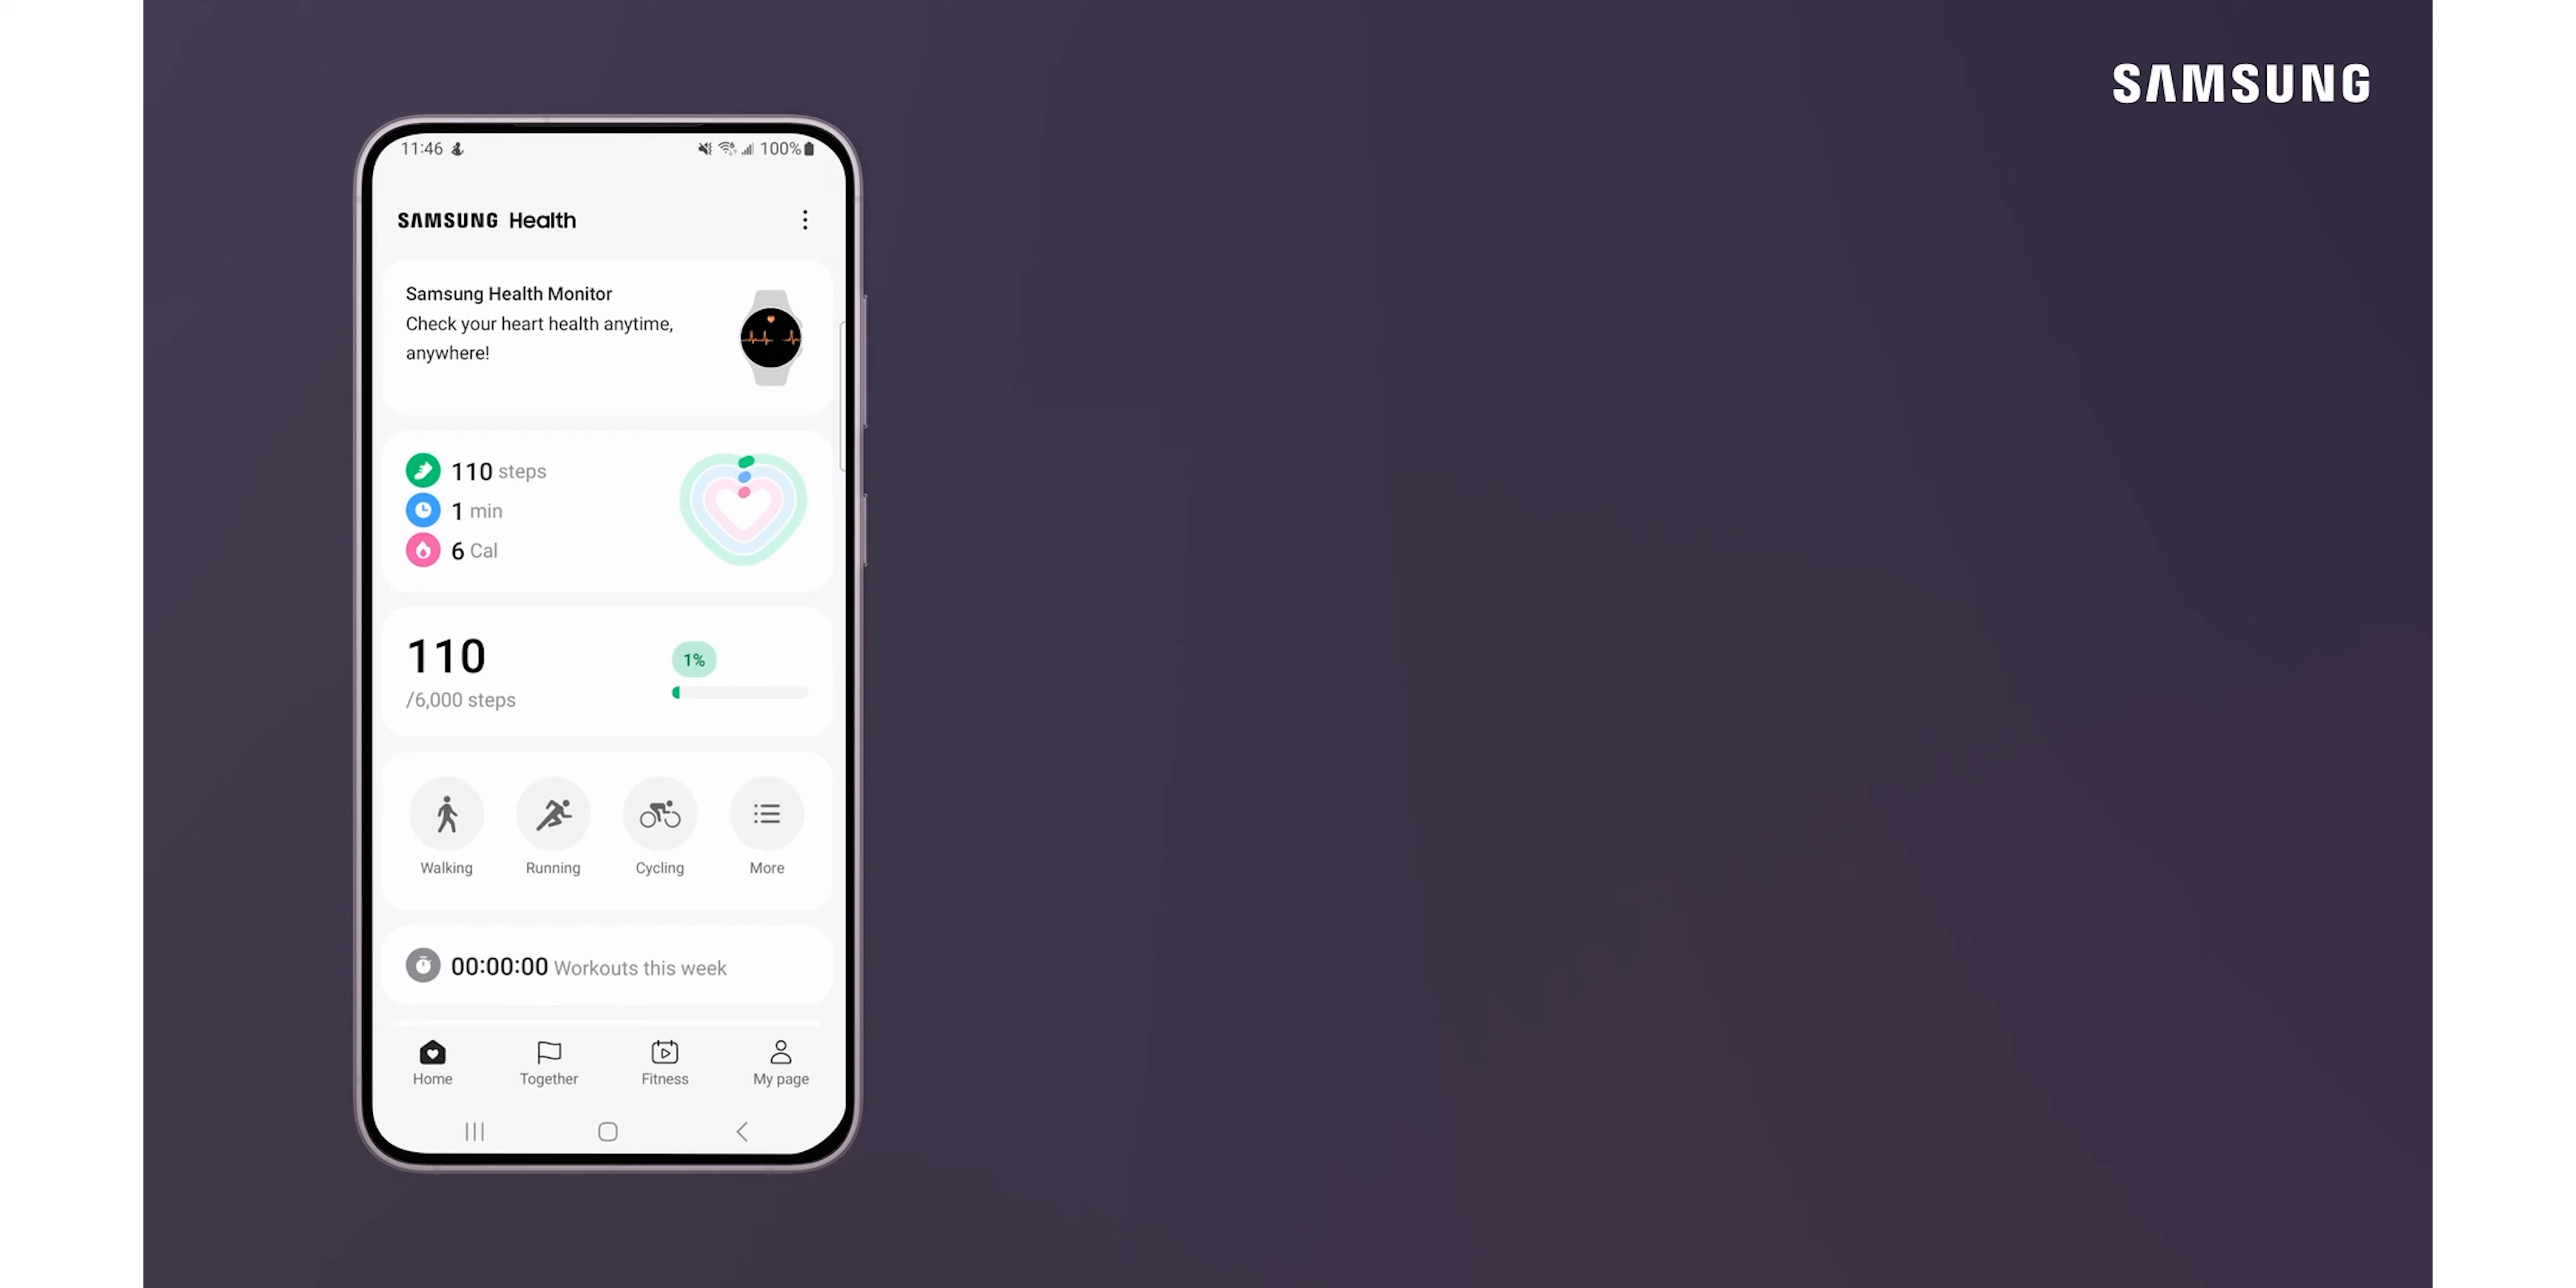 SAMSUNG
11:46 100%
SAMSUNG Health
Samsung Health Monitor
Check your heart health anytime,
anywhere!
110 steps
1 min
6 Cal
110
/6,000 steps
1%
Walking Running Cycling More
00:00:00 Workouts this week
Home Together Fitness My page